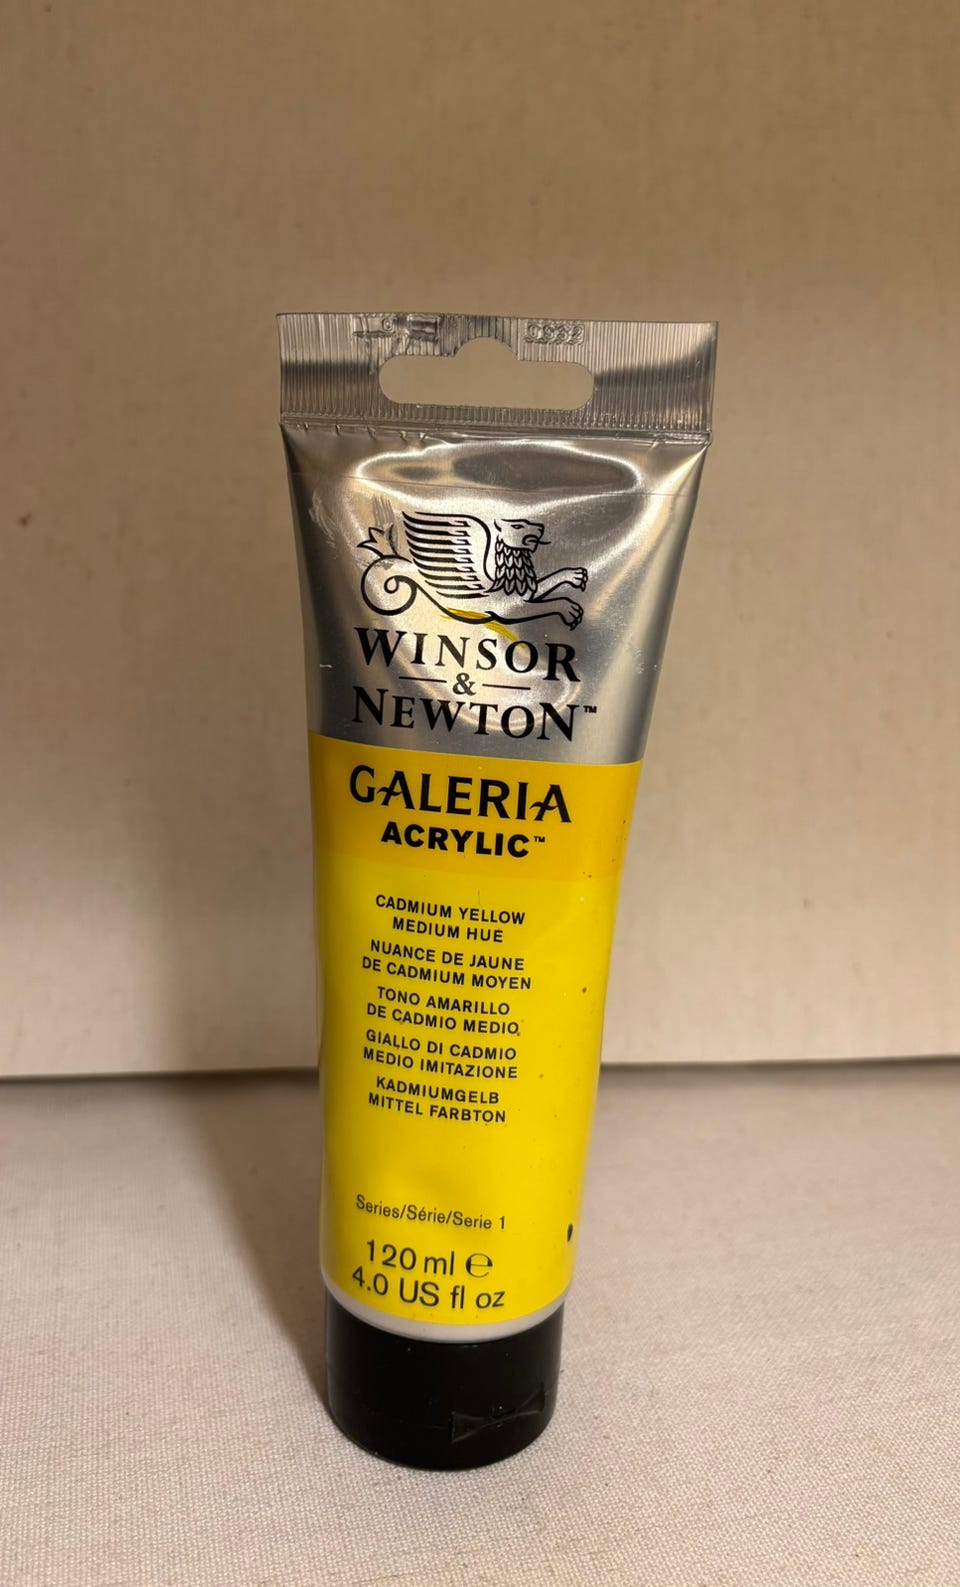 WINSOR
&
NEWTON™
GALERIA
ACRYLIC™
CADMIUM YELLOW
MEDIUM HUE
NUANCE DE JAUNE
DE CADMIUM MOYEN
TONO AMARILLO
DE CADMIO MEDIO
GIALLO DI CADMIO
MEDIO IMITAZIONE
KADMIUMGELB
MITTEL FARBTON
Series/Série/Serie 1
120 ml ℮
4.0 US fl oz